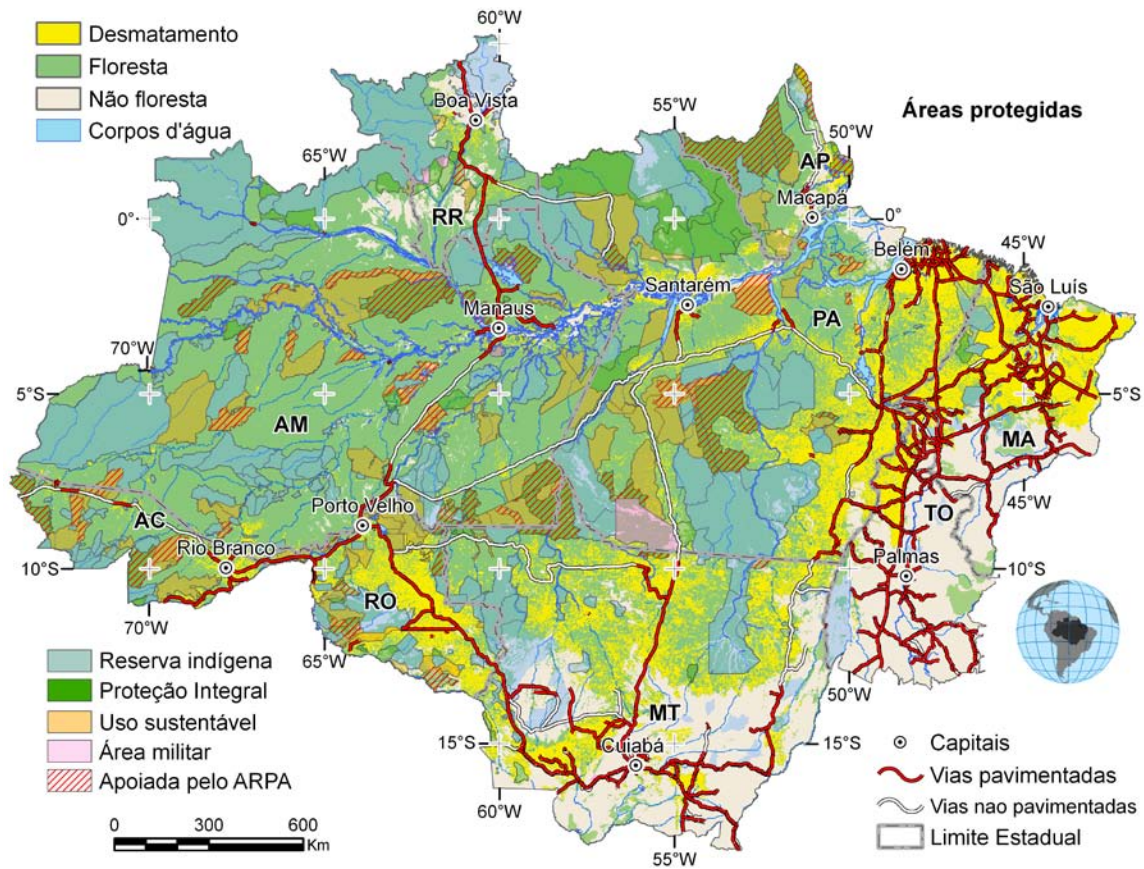 Desmatamento
Floresta
Não floresta
Corpos d'água
Áreas protegidas
60°W
55°W
50°W
65°W
45°W
0°
0°
Boa Vista
RR
AP
Macapá
Belém
São Luís
Santarém
Manaus
PA
70°W
5°S
5°S
AM
MA
45°W
AC
Porto Velho
TO
Rio Branco
Palmas
10°S
10°S
RO
70°W
65°W
50°W
MT
15°S
15°S
Cuiabá
60°W
55°W
Reserva indígena
Proteção Integral
Uso sustentável
Área militar
Apoiada pelo ARPA
0 300 600
Km
Capitais
Vias pavimentadas
Vias nao pavimentadas
Limite Estadual